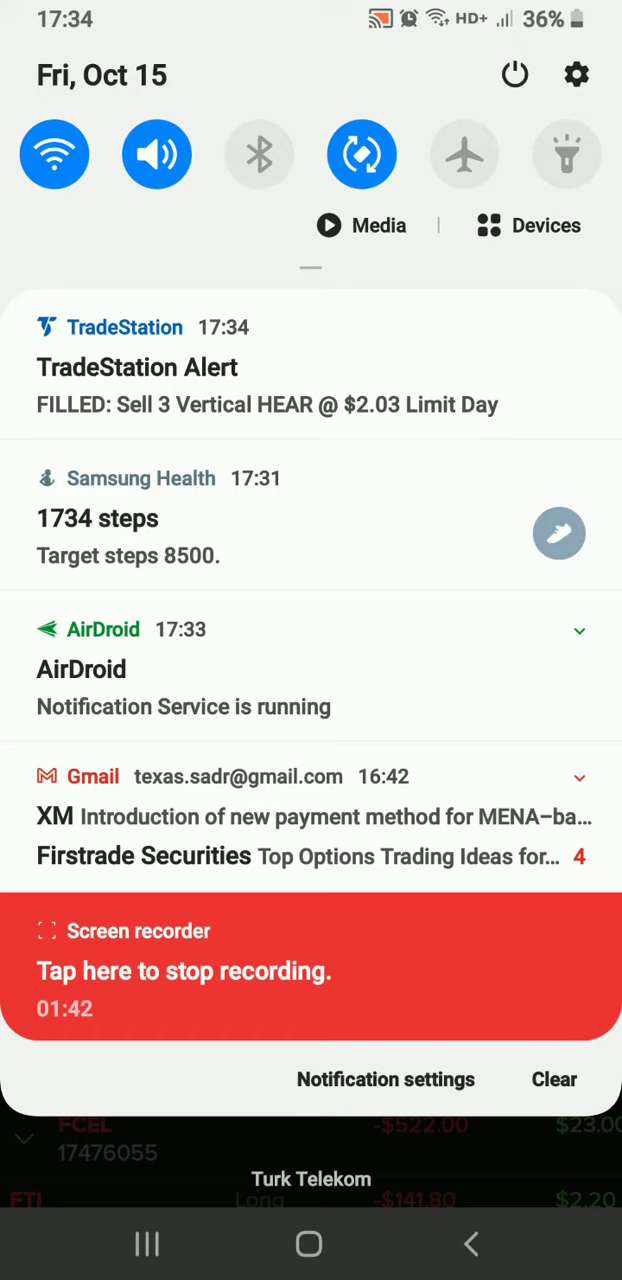 17:34 HD+ 36%
Fri, Oct 15
Media | Devices
TradeStation 17:34
TradeStation Alert
FILLED: Sell 3 Vertical HEAR @ $2.03 Limit Day
Samsung Health 17:31
1734 steps
Target steps 8500.
AirDroid 17:33
AirDroid
Notification Service is running
Gmail texas.sadr@gmail.com 16:42
XM Introduction of new payment method for MENA-ba...
Firstrade Securities Top Options Trading Ideas for... 4
Screen recorder
Tap here to stop recording.
01:42
Notification settings Clear
FCEL -$522.00 $23.00
17476055
Turk Telekom
FTI Long -$141.80 $2.20